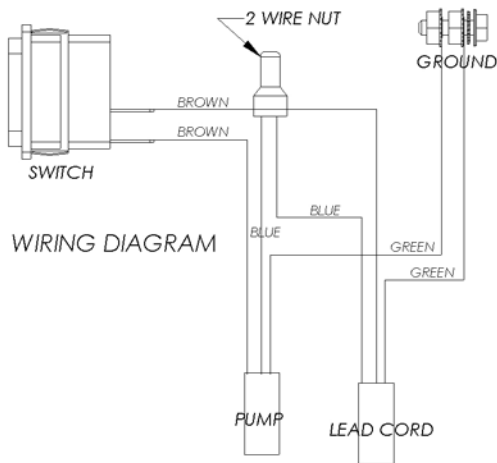 2 WIRE NUT
GROUND
BROWN
BROWN
SWITCH
BLUE
BLUE
WIRING DIAGRAM
GREEN
GREEN
PUMP
LEAD CORD